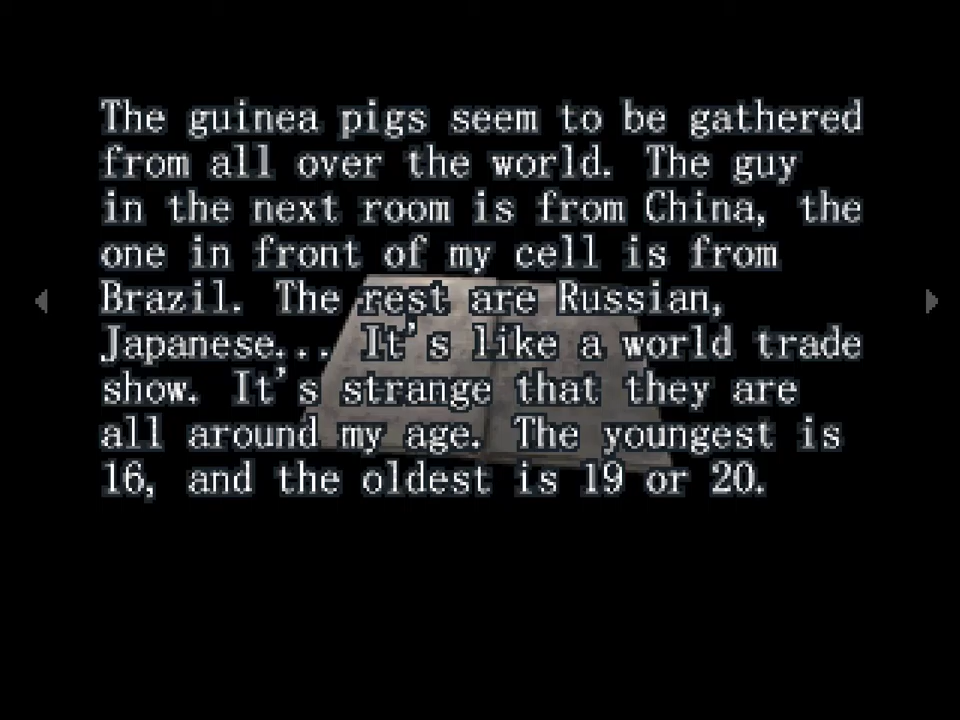 The guinea pigs seem to be gathered
from all over the world. The guy
in the next room is from China, the
one in front of my cell is from
Brazil. The rest are Russian,
Japanese... It's like a world trade
show. It's strange that they are
all around my age. The youngest is
16, and the oldest is 19 or 20.